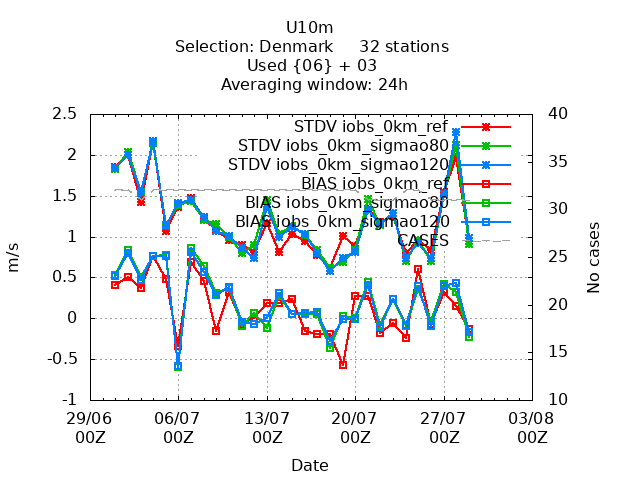 U10m
Selection: Denmark 32 stations
Used {06} + 03
Averaging window: 24h
2.5
2
1.5
1
0.5
0
-0.5
-1
m/s
STDV iobs_0km_ref
STDV iobs_0km_sigmao80
STDV iobs_0km_sigmao120
BIAS iobs_0km_ref
BIAS iobs_0km_sigmao80
BIAS iobs_0km_sigmao120
CASES
40
35
30
25
20
15
10
No cases
29/06 06/07 13/07 20/07 27/07 03/08
00Z 00Z 00Z 00Z 00Z 00Z
Date